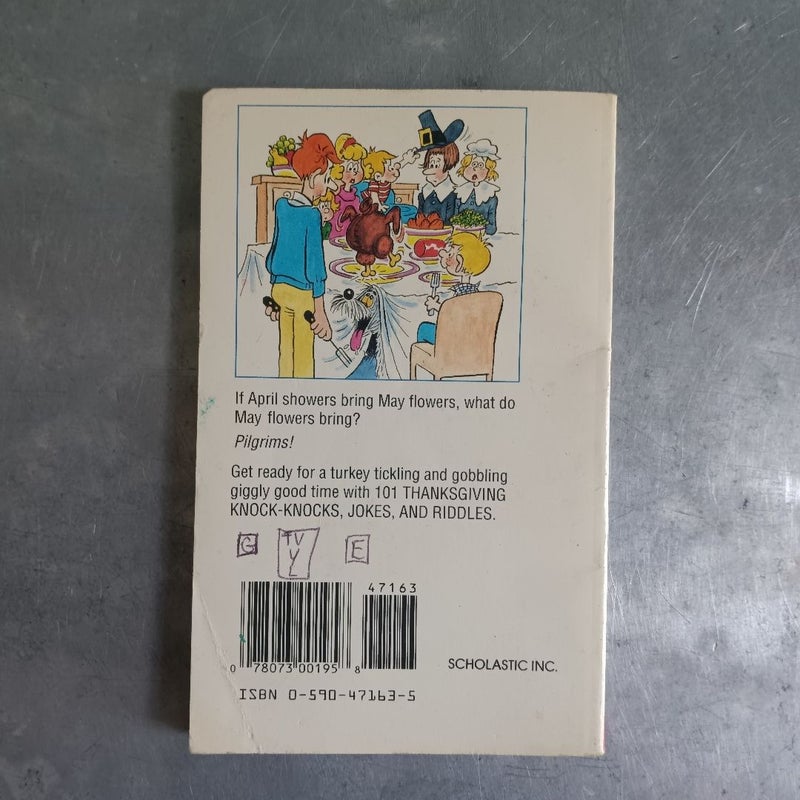 If April showers bring May flowers, what do
May flowers bring?
Pilgrims!
Get ready for a turkey tickling and gobbling
giggly good time with 101 THANKSGIVING
KNOCK-KNOCKS, JOKES, AND RIDDLES.
G TV Y E
47163
0 78073 00195 8
SCHOLASTIC INC.
ISBN 0-590-47163-5